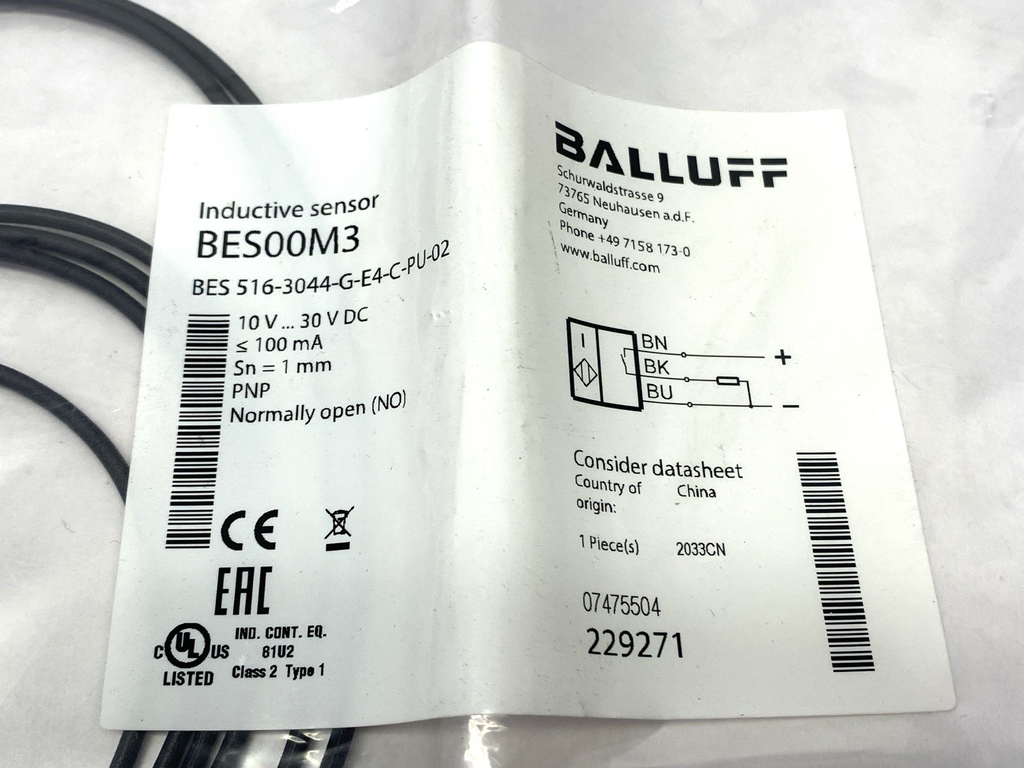 Inductive sensor
BES00M3
BES 516-3044-G-E4-C-PU-02
10 V ... 30 V DC
≤ 100 mA
Sn = 1 mm
PNP
Normally open (NO)
CE
EAC
C UL US
LISTED
IND. CONT. EQ.
81U2
Class 2 Type 1
BALLUFF
Schurwaldstrasse 9
73765 Neuhausen a.d.F.
Germany
Phone +49 7158 173-0
www.balluff.com
I
BN
+
BK
BU
−
Consider datasheet
Country of China
origin:
1 Piece(s) 2033CN
07475504
229271